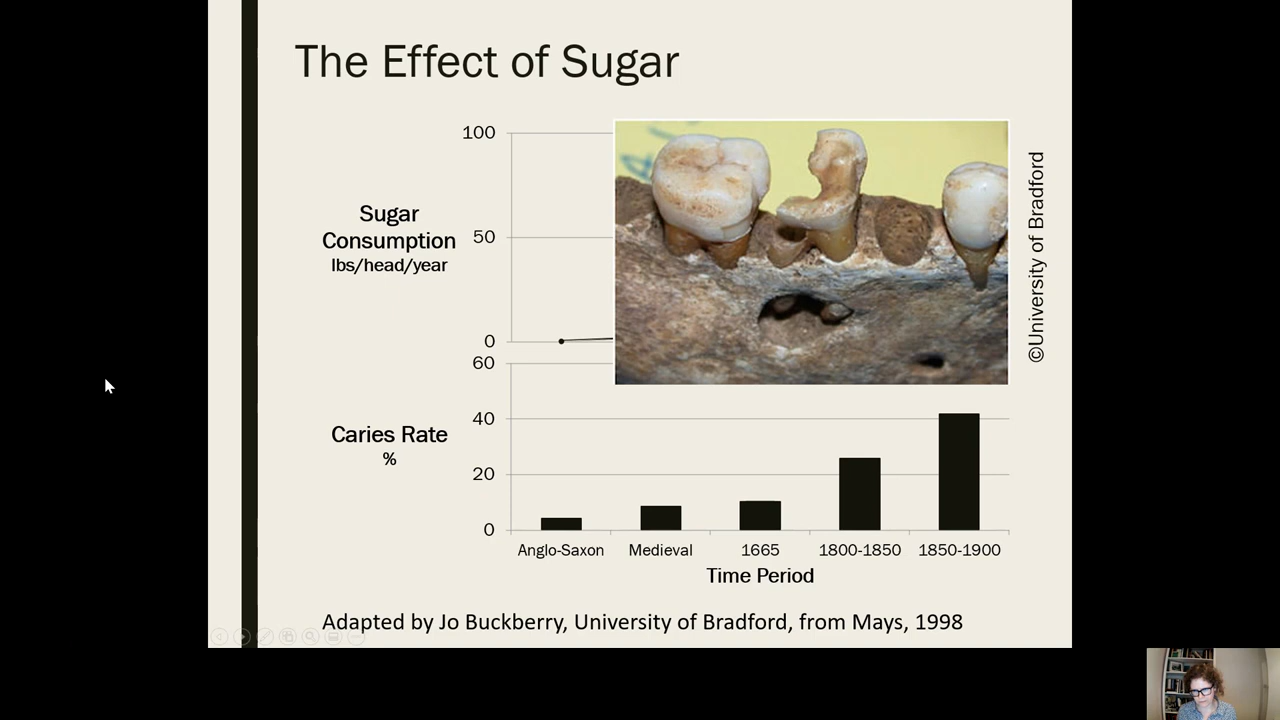 The Effect of Sugar
100
Sugar
Consumption
lbs/head/year
50
0
©University of Bradford
60
Caries Rate
%
40
20
0
Anglo-Saxon Medieval 1665 1800-1850 1850-1900
Time Period
Adapted by Jo Buckberry, University of Bradford, from Mays, 1998